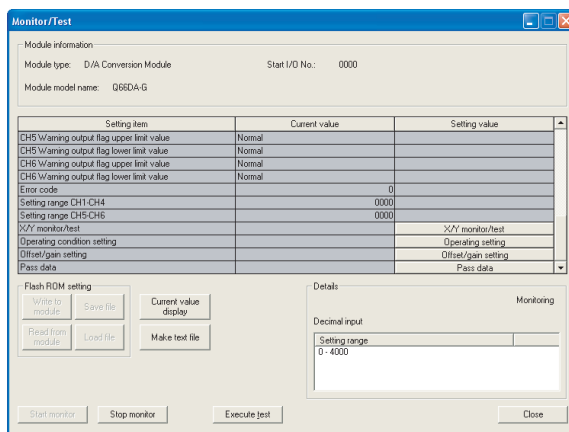 Monitor/Test
Module information
Module type: D/A Conversion Module Start I/O No.: 0000
Module model name: Q66DA-G
Setting item Current value Setting value
CH5 Warning output flag upper limit value Normal
CH5 Warning output flag lower limit value Normal
CH6 Warning output flag upper limit value Normal
CH6 Warning output flag lower limit value Normal
Error code 0
Setting range CH1-CH4 0000
Setting range CH5-CH6 0000
X/Y monitor/test X/Y monitor/test
Operating condition setting Operating setting
Offset/gain setting Offset/gain setting
Pass data Pass data
Flash ROM setting
Write to module
Save file
Current value display
Read from module
Load file
Make text file
Details
Monitoring
Decimal input
Setting range
0 - 4000
Start monitor Stop monitor Execute test Close